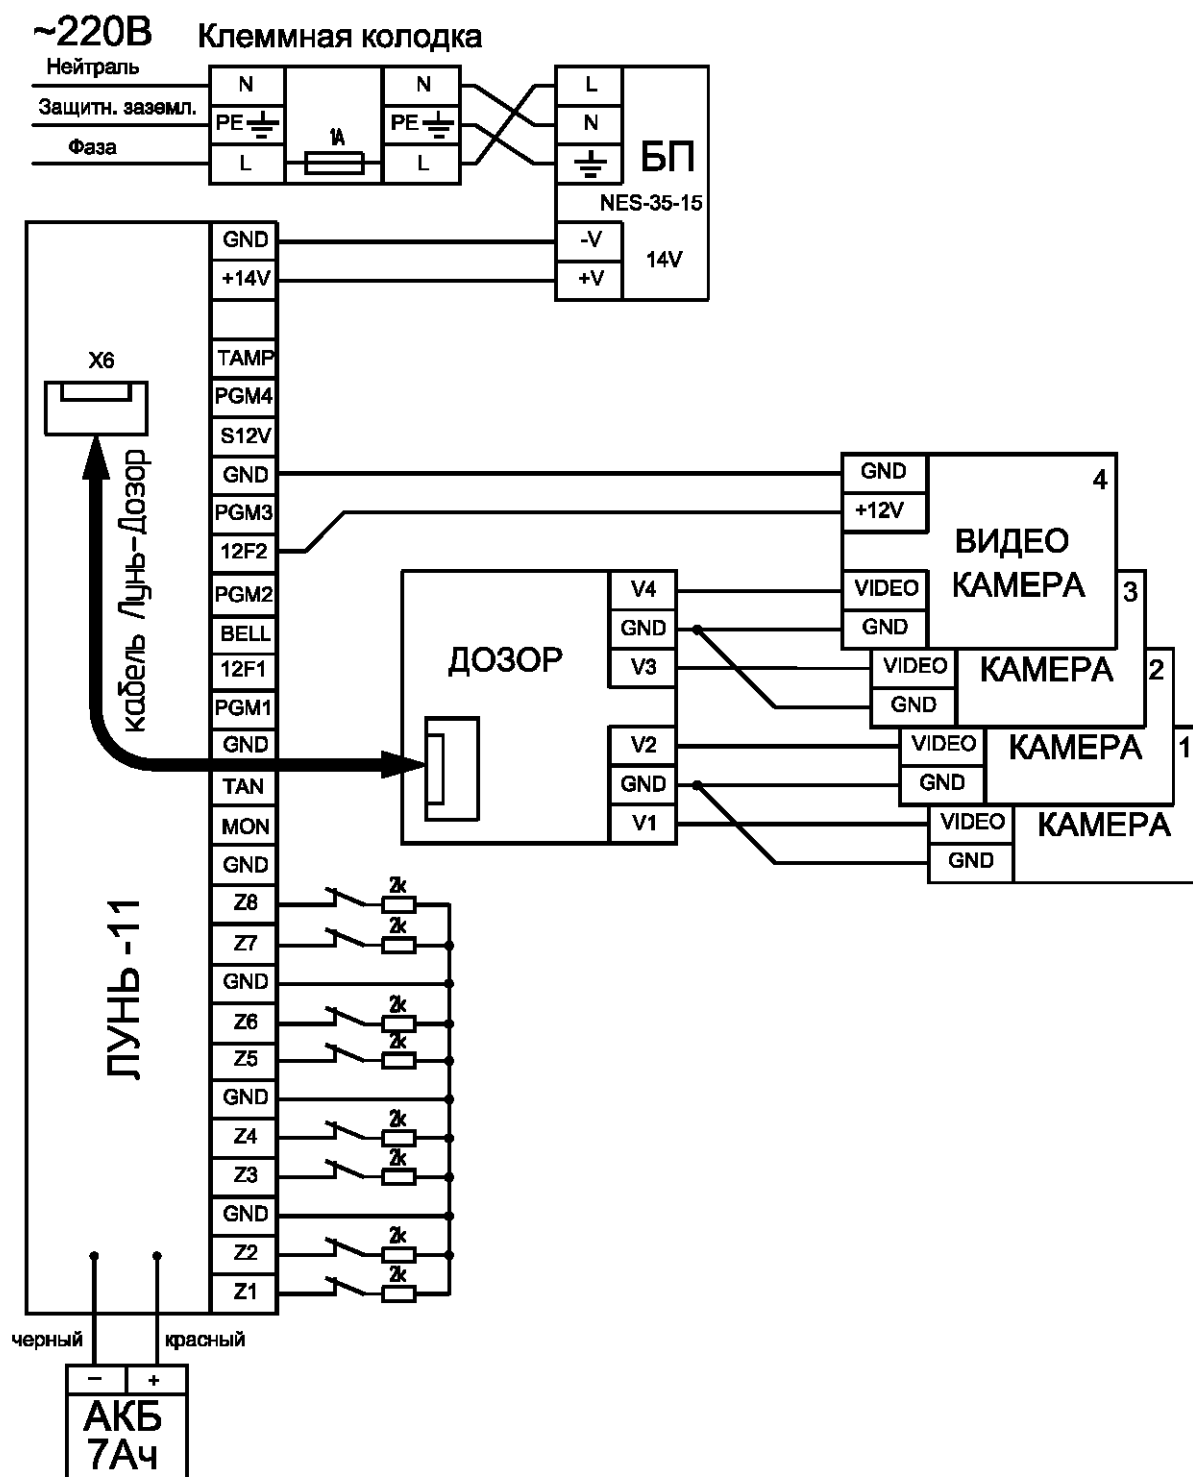 ~220В Клеммная колодка
Нейтраль
Защитн. заземл.
Фаза
N
PE
L
1А
N
PE
L
L
N
БП
NES-35-15
-V
+V
14V
GND
+14V
TAMP
PGM4
S12V
GND
PGM3
12F2
PGM2
BELL
12F1
PGM1
GND
TAN
MON
GND
Z8
Z7
GND
Z6
Z5
GND
Z4
Z3
GND
Z2
Z1
X6
кабель Лунь-Дозор
ЛУНЬ-11
ДОЗОР
V4
GND
V3
V2
GND
V1
GND
+12V
4
ВИДЕО
КАМЕРА
VIDEO
GND
3
VIDEO
КАМЕРА
GND
2
VIDEO
КАМЕРА
GND
1
VIDEO
КАМЕРА
GND
2k
2k
2k
2k
2k
2k
2k
2k
черный
красный
–
+
АКБ
7Ач